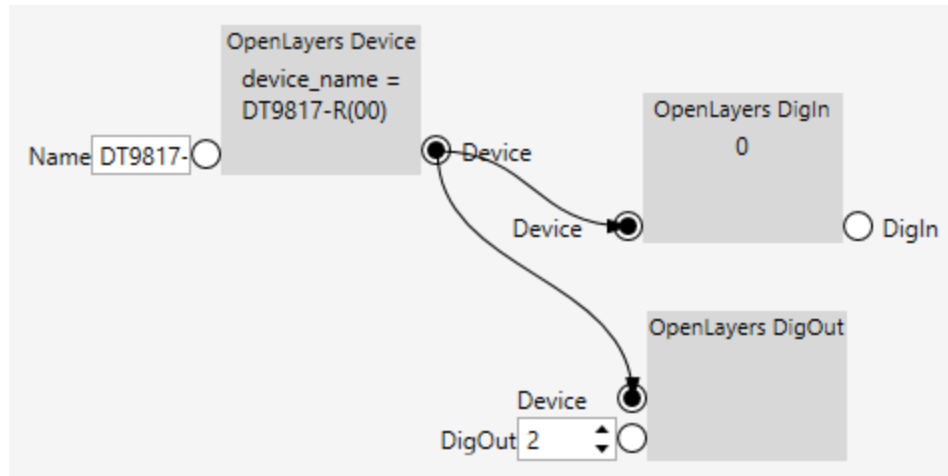 OpenLayers Device
device_name =
DT9817-R(00)
Name DT9817-
Device
OpenLayers DigIn
0
Device
DigIn
OpenLayers DigOut
Device
DigOut 2